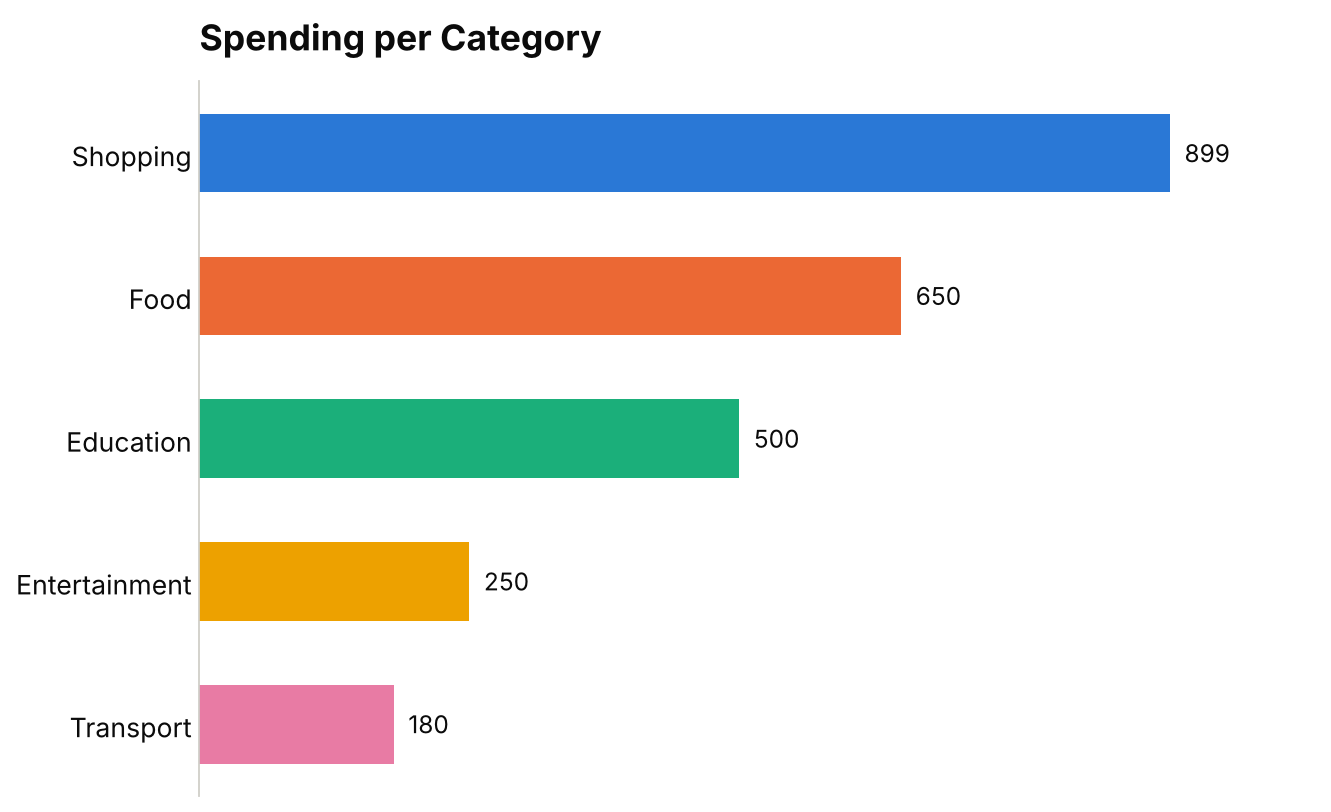 Spending per Category
Shopping 899
Food 650
Education 500
Entertainment 250
Transport 180